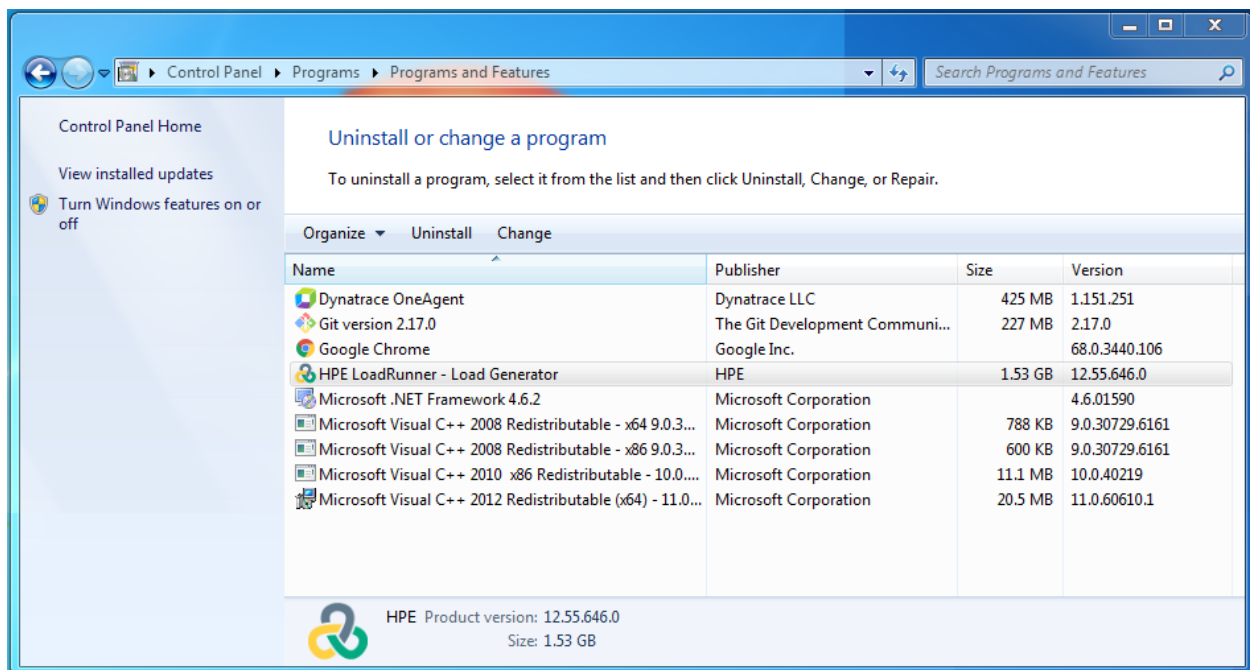 Control Panel Programs Programs and Features Search Programs and Features
Control Panel Home
View installed updates
Turn Windows features on or
off
Uninstall or change a program
To uninstall a program, select it from the list and then click Uninstall, Change, or Repair.
Organize Uninstall Change
Name Publisher Size Version
Dynatrace OneAgent Dynatrace LLC 425 MB 1.151.251
Git version 2.17.0 The Git Development Communi... 227 MB 2.17.0
Google Chrome Google Inc. 68.0.3440.106
HPE LoadRunner - Load Generator HPE 1.53 GB 12.55.646.0
Microsoft .NET Framework 4.6.2 Microsoft Corporation 4.6.01590
Microsoft Visual C++ 2008 Redistributable - x64 9.0.3... Microsoft Corporation 788 KB 9.0.30729.6161
Microsoft Visual C++ 2008 Redistributable - x86 9.0.3... Microsoft Corporation 600 KB 9.0.30729.6161
Microsoft Visual C++ 2010 x86 Redistributable - 10.0.... Microsoft Corporation 11.1 MB 10.0.40219
Microsoft Visual C++ 2012 Redistributable (x64) - 11.0... Microsoft Corporation 20.5 MB 11.0.60610.1
HPE Product version: 12.55.646.0
Size: 1.53 GB